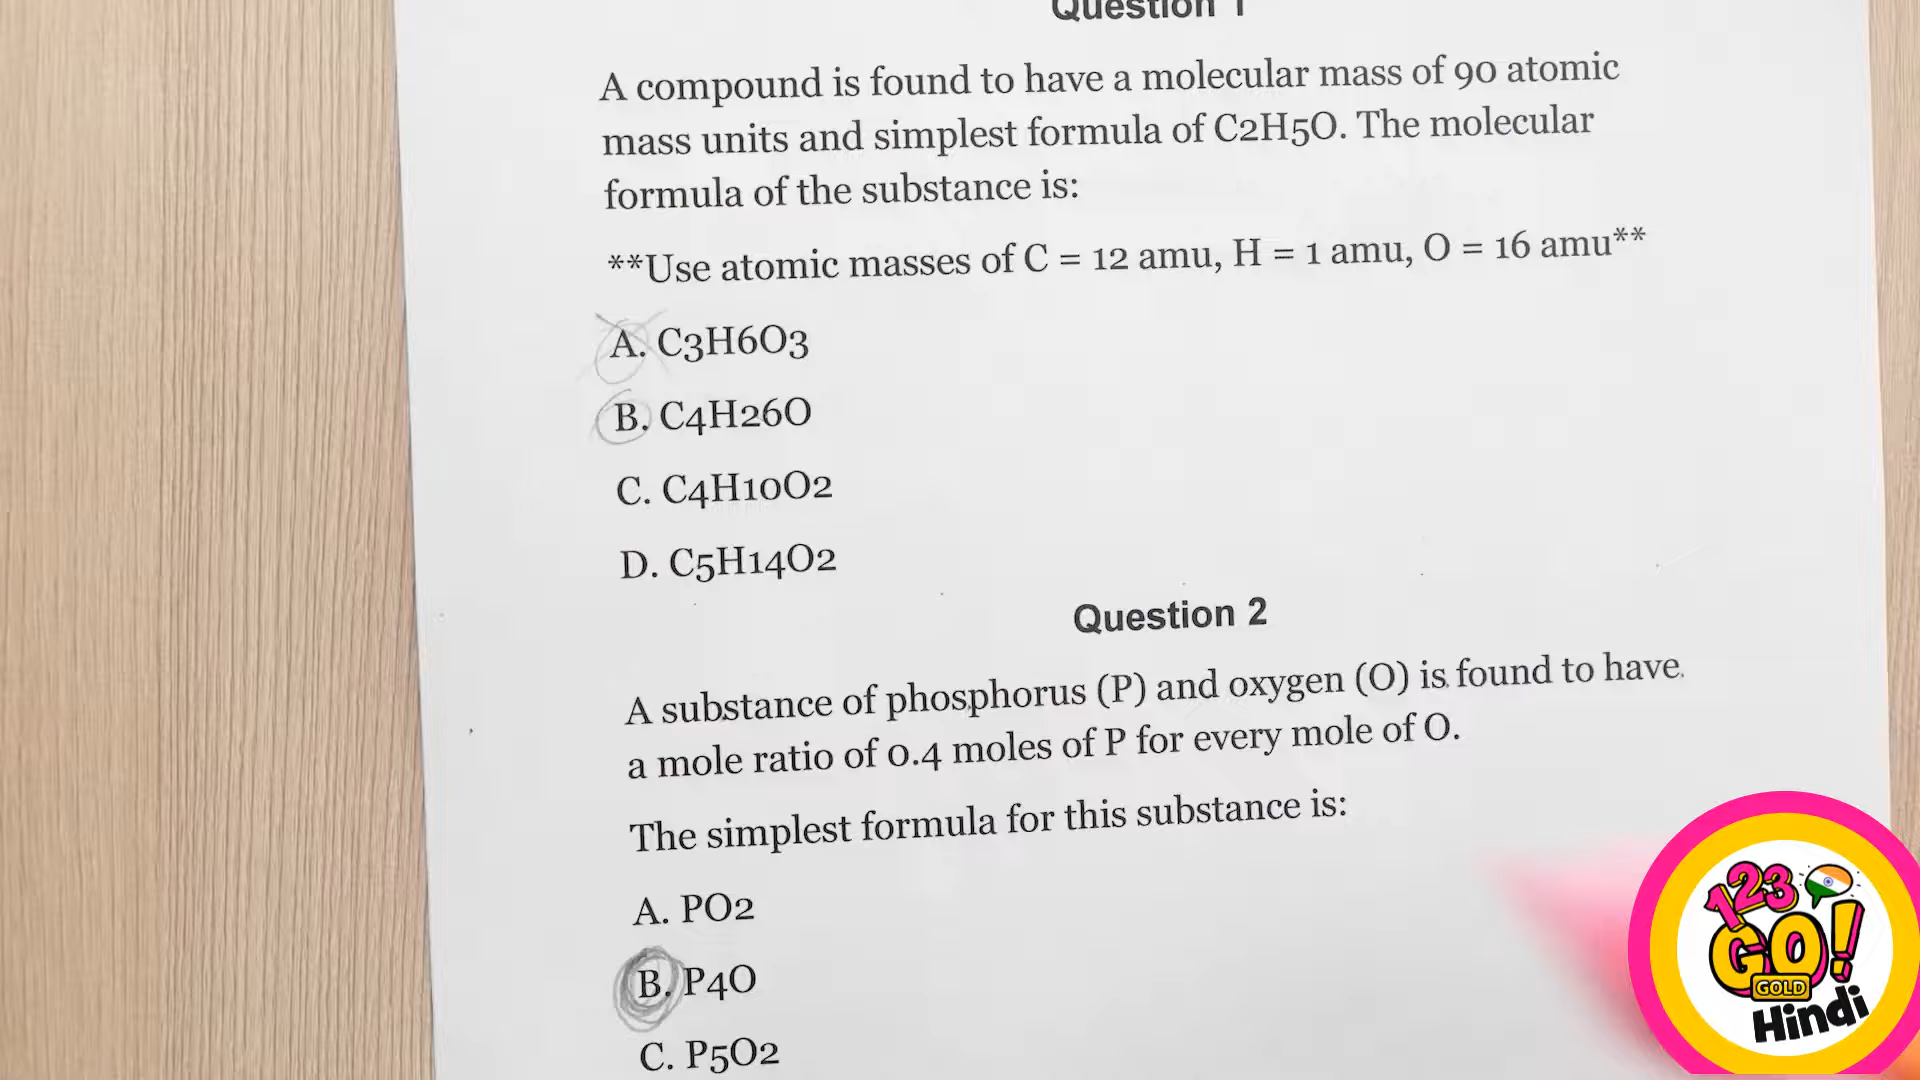 Question 1
A compound is found to have a molecular mass of 90 atomic
mass units and simplest formula of C2H5O. The molecular
formula of the substance is:
**Use atomic masses of C = 12 amu, H = 1 amu, O = 16 amu**
A. C3H6O3
B. C4H26O
C. C4H10O2
D. C5H14O2
Question 2
A substance of phosphorus (P) and oxygen (O) is found to have
a mole ratio of 0.4 moles of P for every mole of O.
The simplest formula for this substance is:
A. PO2
B. P4O
C. P5O2
123
GO!
GOLD
Hindi